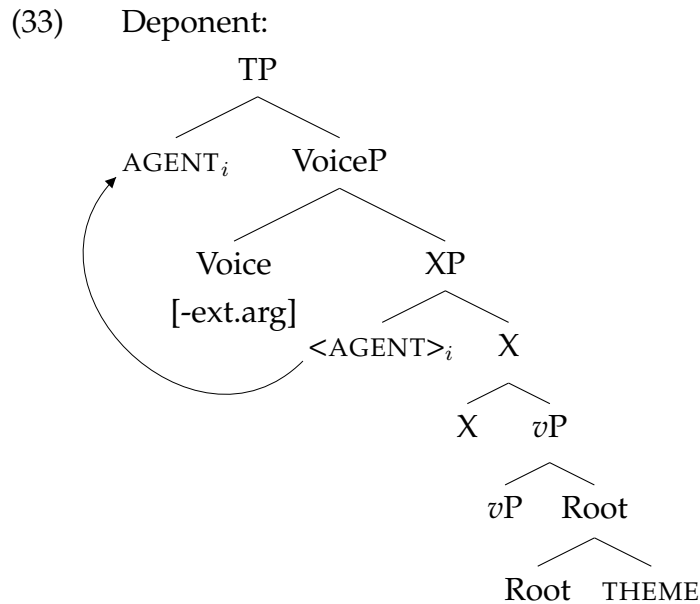 (33) Deponent:
TP
AGENTi VoiceP
Voice XP
[-ext.arg]
<AGENT>i X
X vP
vP Root
Root THEME